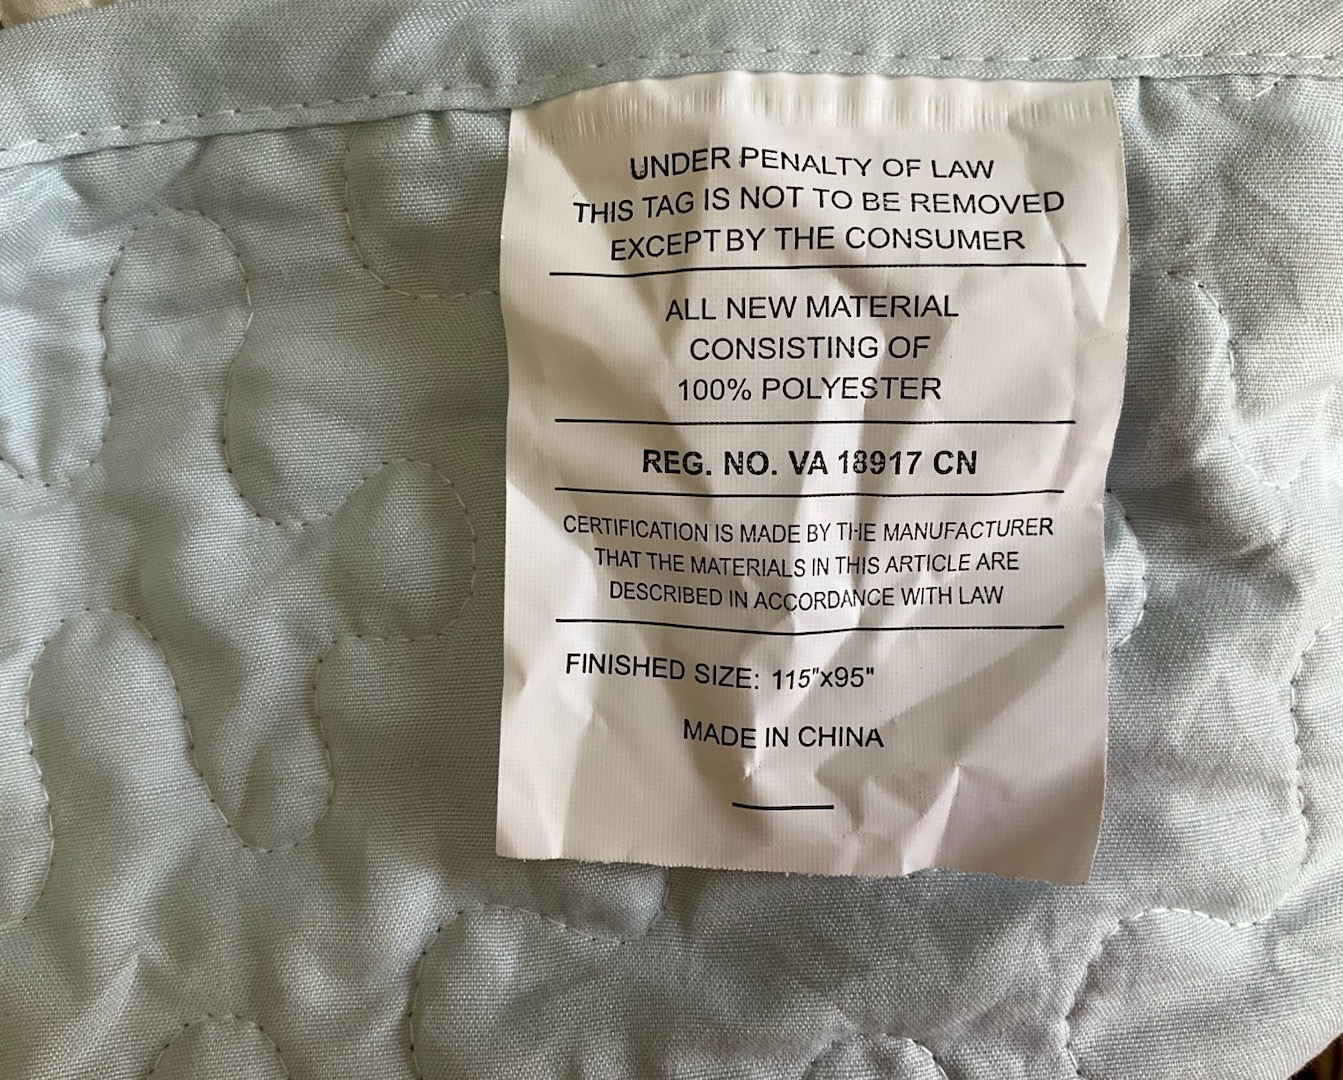 UNDER PENALTY OF LAW
THIS TAG IS NOT TO BE REMOVED
EXCEPT BY THE CONSUMER
ALL NEW MATERIAL
CONSISTING OF
100% POLYESTER
REG. NO. VA 18917 CN
CERTIFICATION IS MADE BY THE MANUFACTURER
THAT THE MATERIALS IN THIS ARTICLE ARE
DESCRIBED IN ACCORDANCE WITH LAW
FINISHED SIZE: 115"x95"
MADE IN CHINA